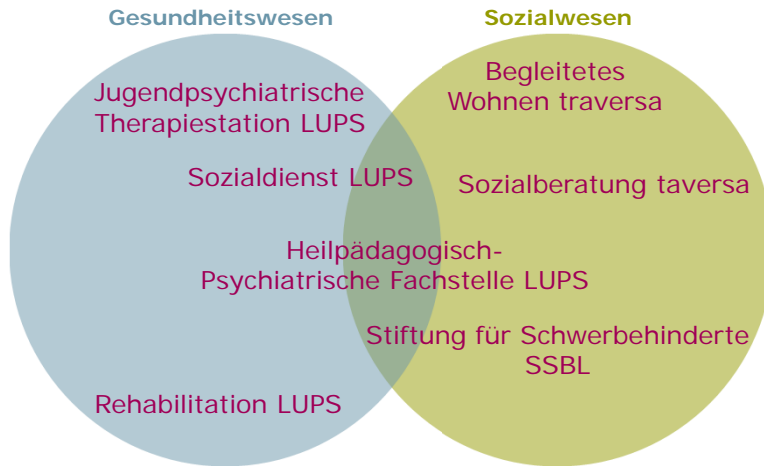 Gesundheitswesen
Sozialwesen
Jugendpsychiatrische
Therapiestation LUPS
Begleitetes
Wohnen traversa
Sozialdienst LUPS
Sozialberatung taversa
Heilpädagogisch-
Psychiatrische Fachstelle LUPS
Stiftung für Schwerbehinderte
SSBL
Rehabilitation LUPS